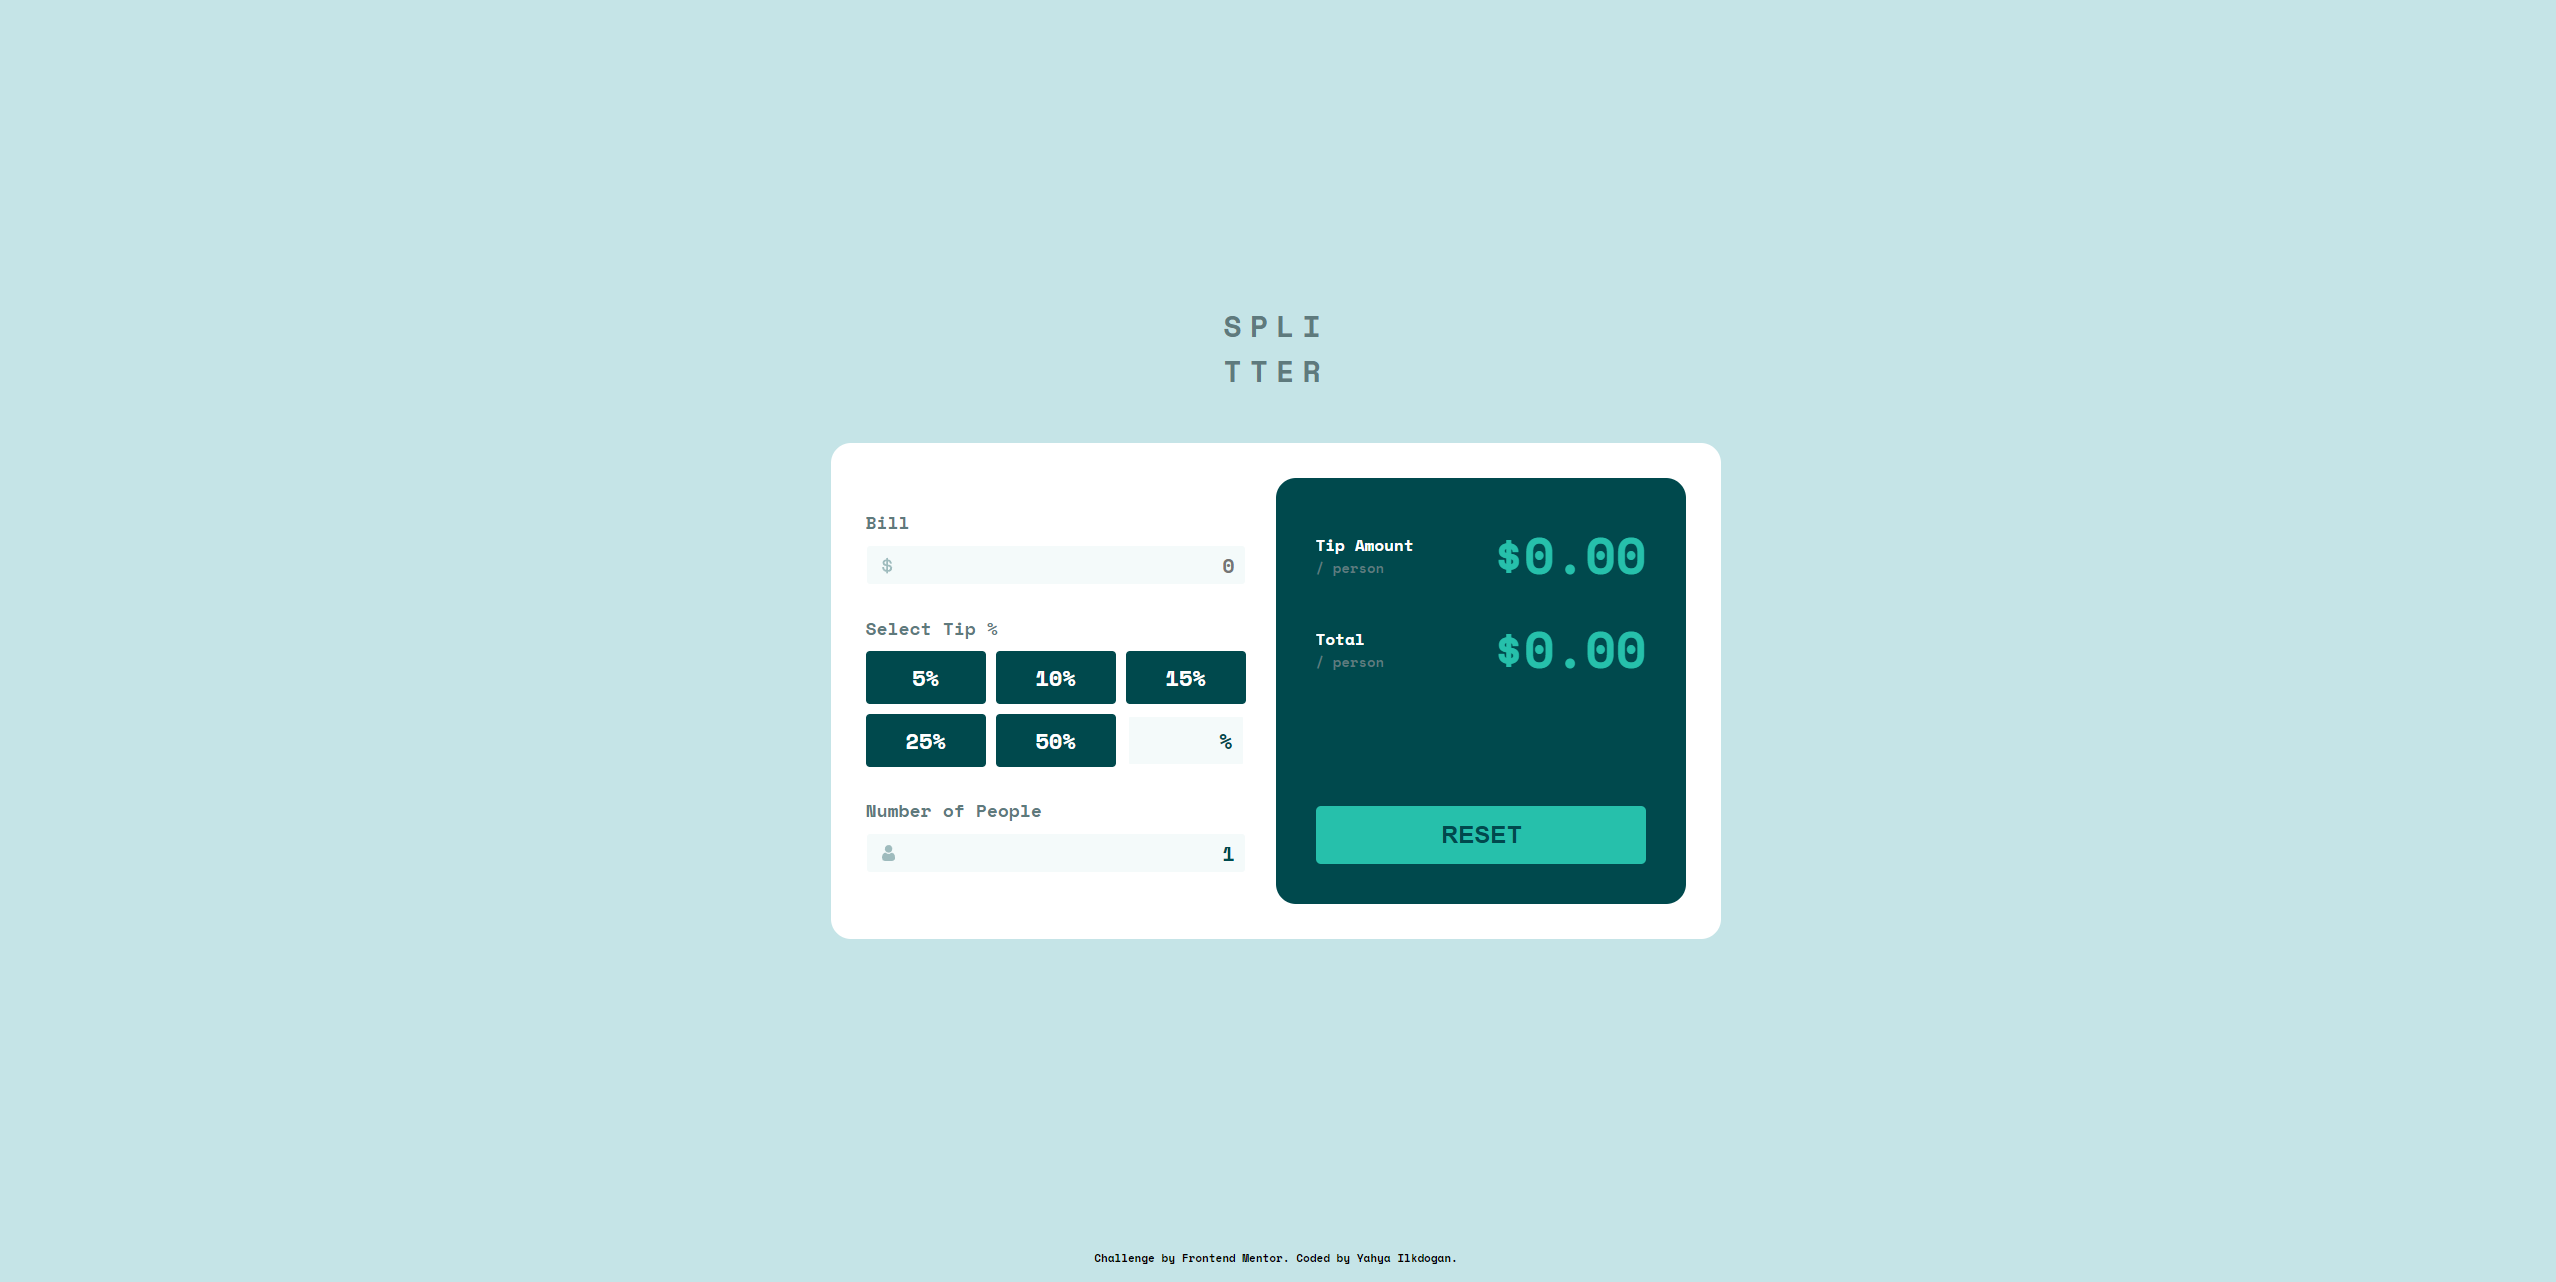 SPLI
TTER
Bill
$ 0
Select Tip %
5% 10% 15%
25% 50% %
Number of People
1
Tip Amount
/ person
$0.00
Total
/ person
$0.00
RESET
Challenge by Frontend Mentor. Coded by Yahya Ilkdogan.